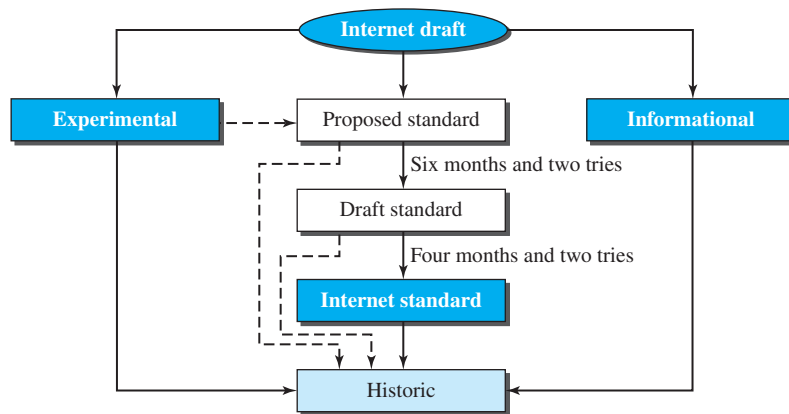 Internet draft
Experimental
Proposed standard
Informational
Six months and two tries
Draft standard
Four months and two tries
Internet standard
Historic